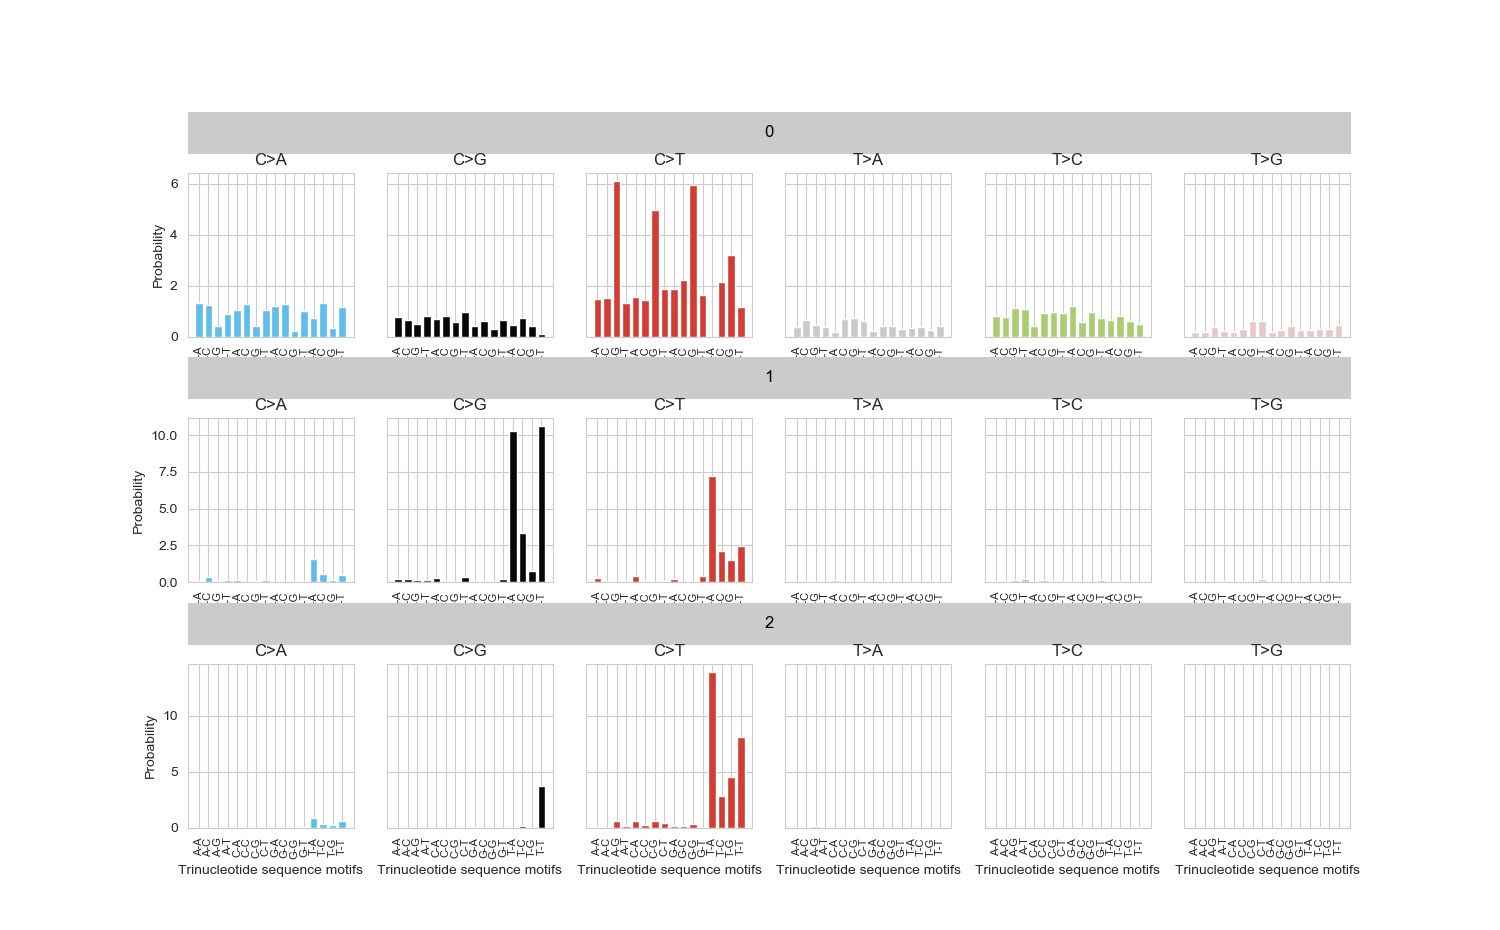 0
C>A C>G C>T T>A T>C T>G
Probability
6
4
2
0
1
C>A C>G C>T T>A T>C T>G
Probability
10.0
7.5
5.0
2.5
0.0
2
C>A C>G C>T T>A T>C T>G
Probability
10
5
0
A-A A-C A-G A-T C-A C-C C-G C-T G-A G-C G-G G-T T-A T-C T-G T-T
A-A A-C A-G A-T C-A C-C C-G C-T G-A G-C G-G G-T T-A T-C T-G T-T
A-A A-C A-G A-T C-A C-C C-G C-T G-A G-C G-G G-T T-A T-C T-G T-T
A-A A-C A-G A-T C-A C-C C-G C-T G-A G-C G-G G-T T-A T-C T-G T-T
A-A A-C A-G A-T C-A C-C C-G C-T G-A G-C G-G G-T T-A T-C T-G T-T
A-A A-C A-G A-T C-A C-C C-G C-T G-A G-C G-G G-T T-A T-C T-G T-T
Trinucleotide sequence motifs Trinucleotide sequence motifs Trinucleotide sequence motifs Trinucleotide sequence motifs Trinucleotide sequence motifs Trinucleotide sequence motifs